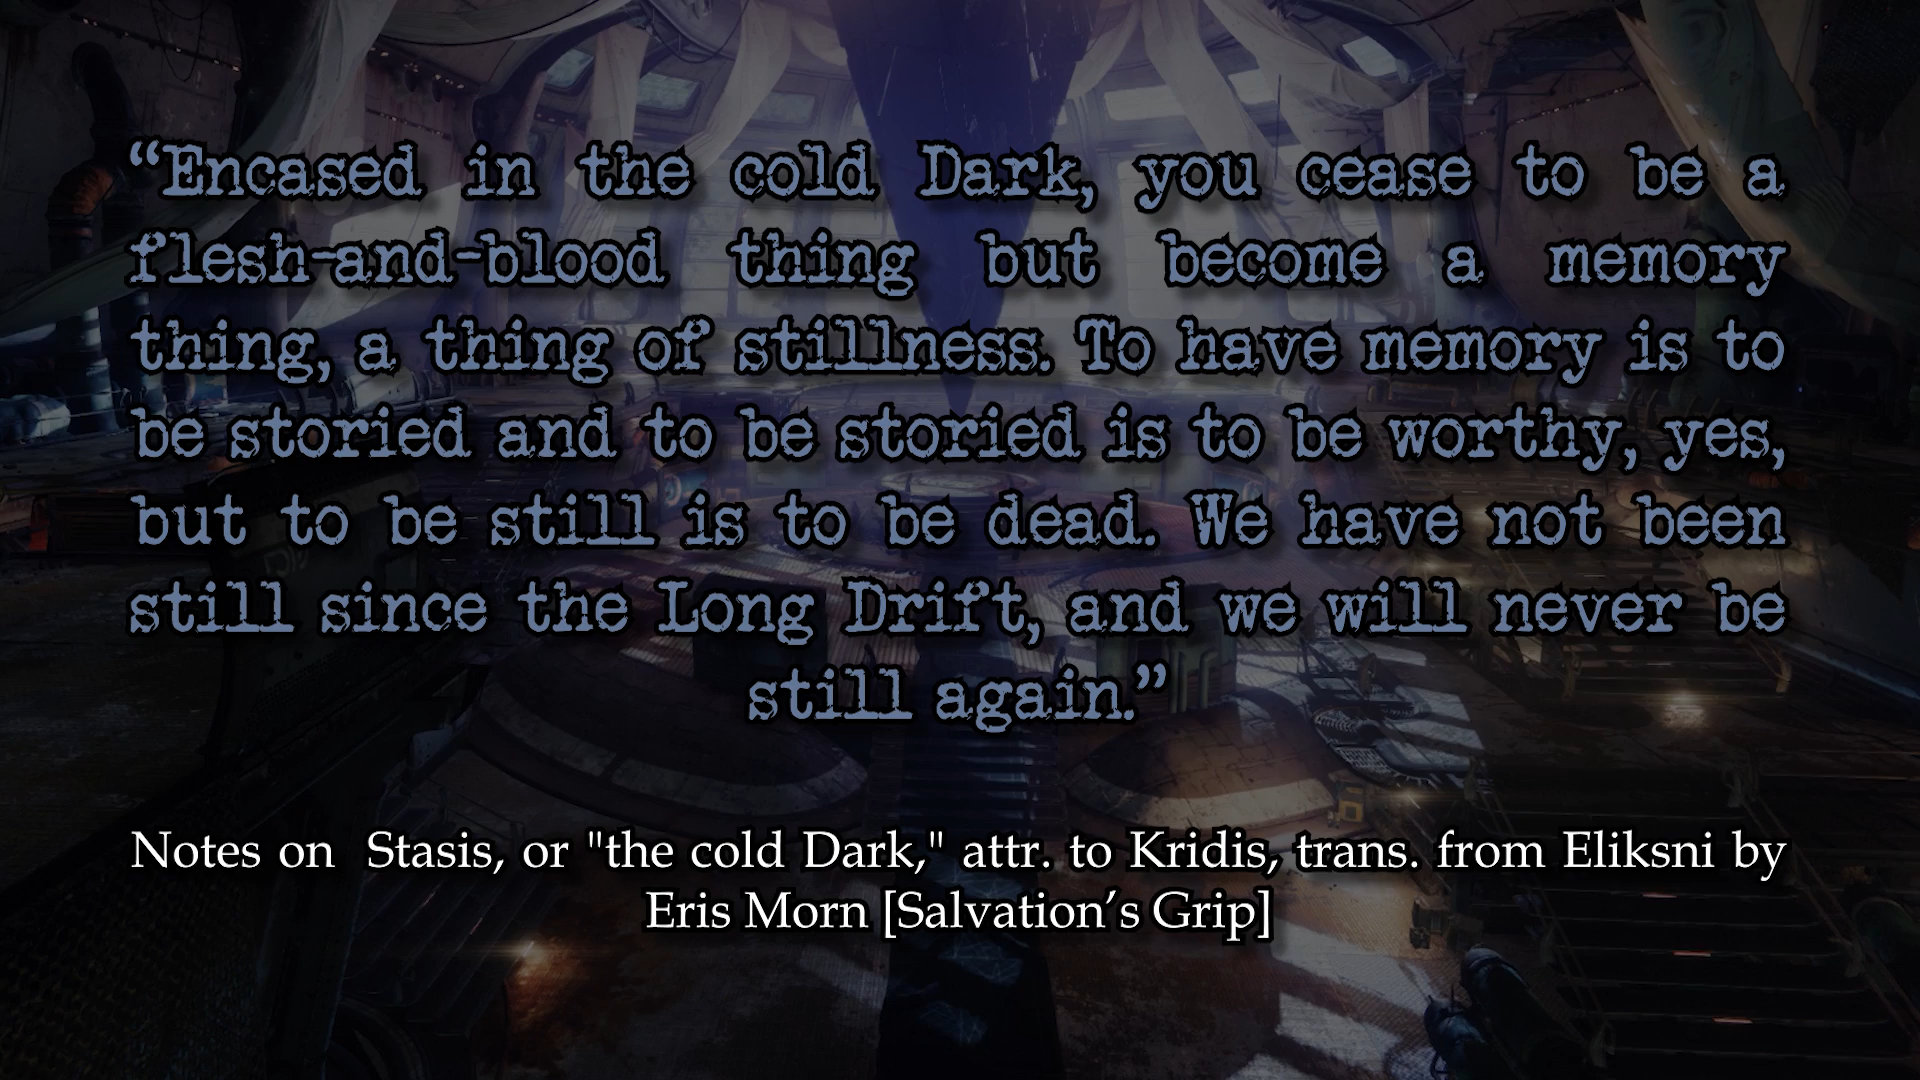 “Encased in the cold Dark, you cease to be a
flesh-and-blood thing but become a memory
thing, a thing of stillness. To have memory is to
be storied and to be storied is to be worthy, yes,
but to be still is to be dead. We have not been
still since the Long Drift, and we will never be
still again.”
Notes on  Stasis, or "the cold Dark," attr. to Kridis, trans. from Eliksni by
Eris Morn [Salvation’s Grip]